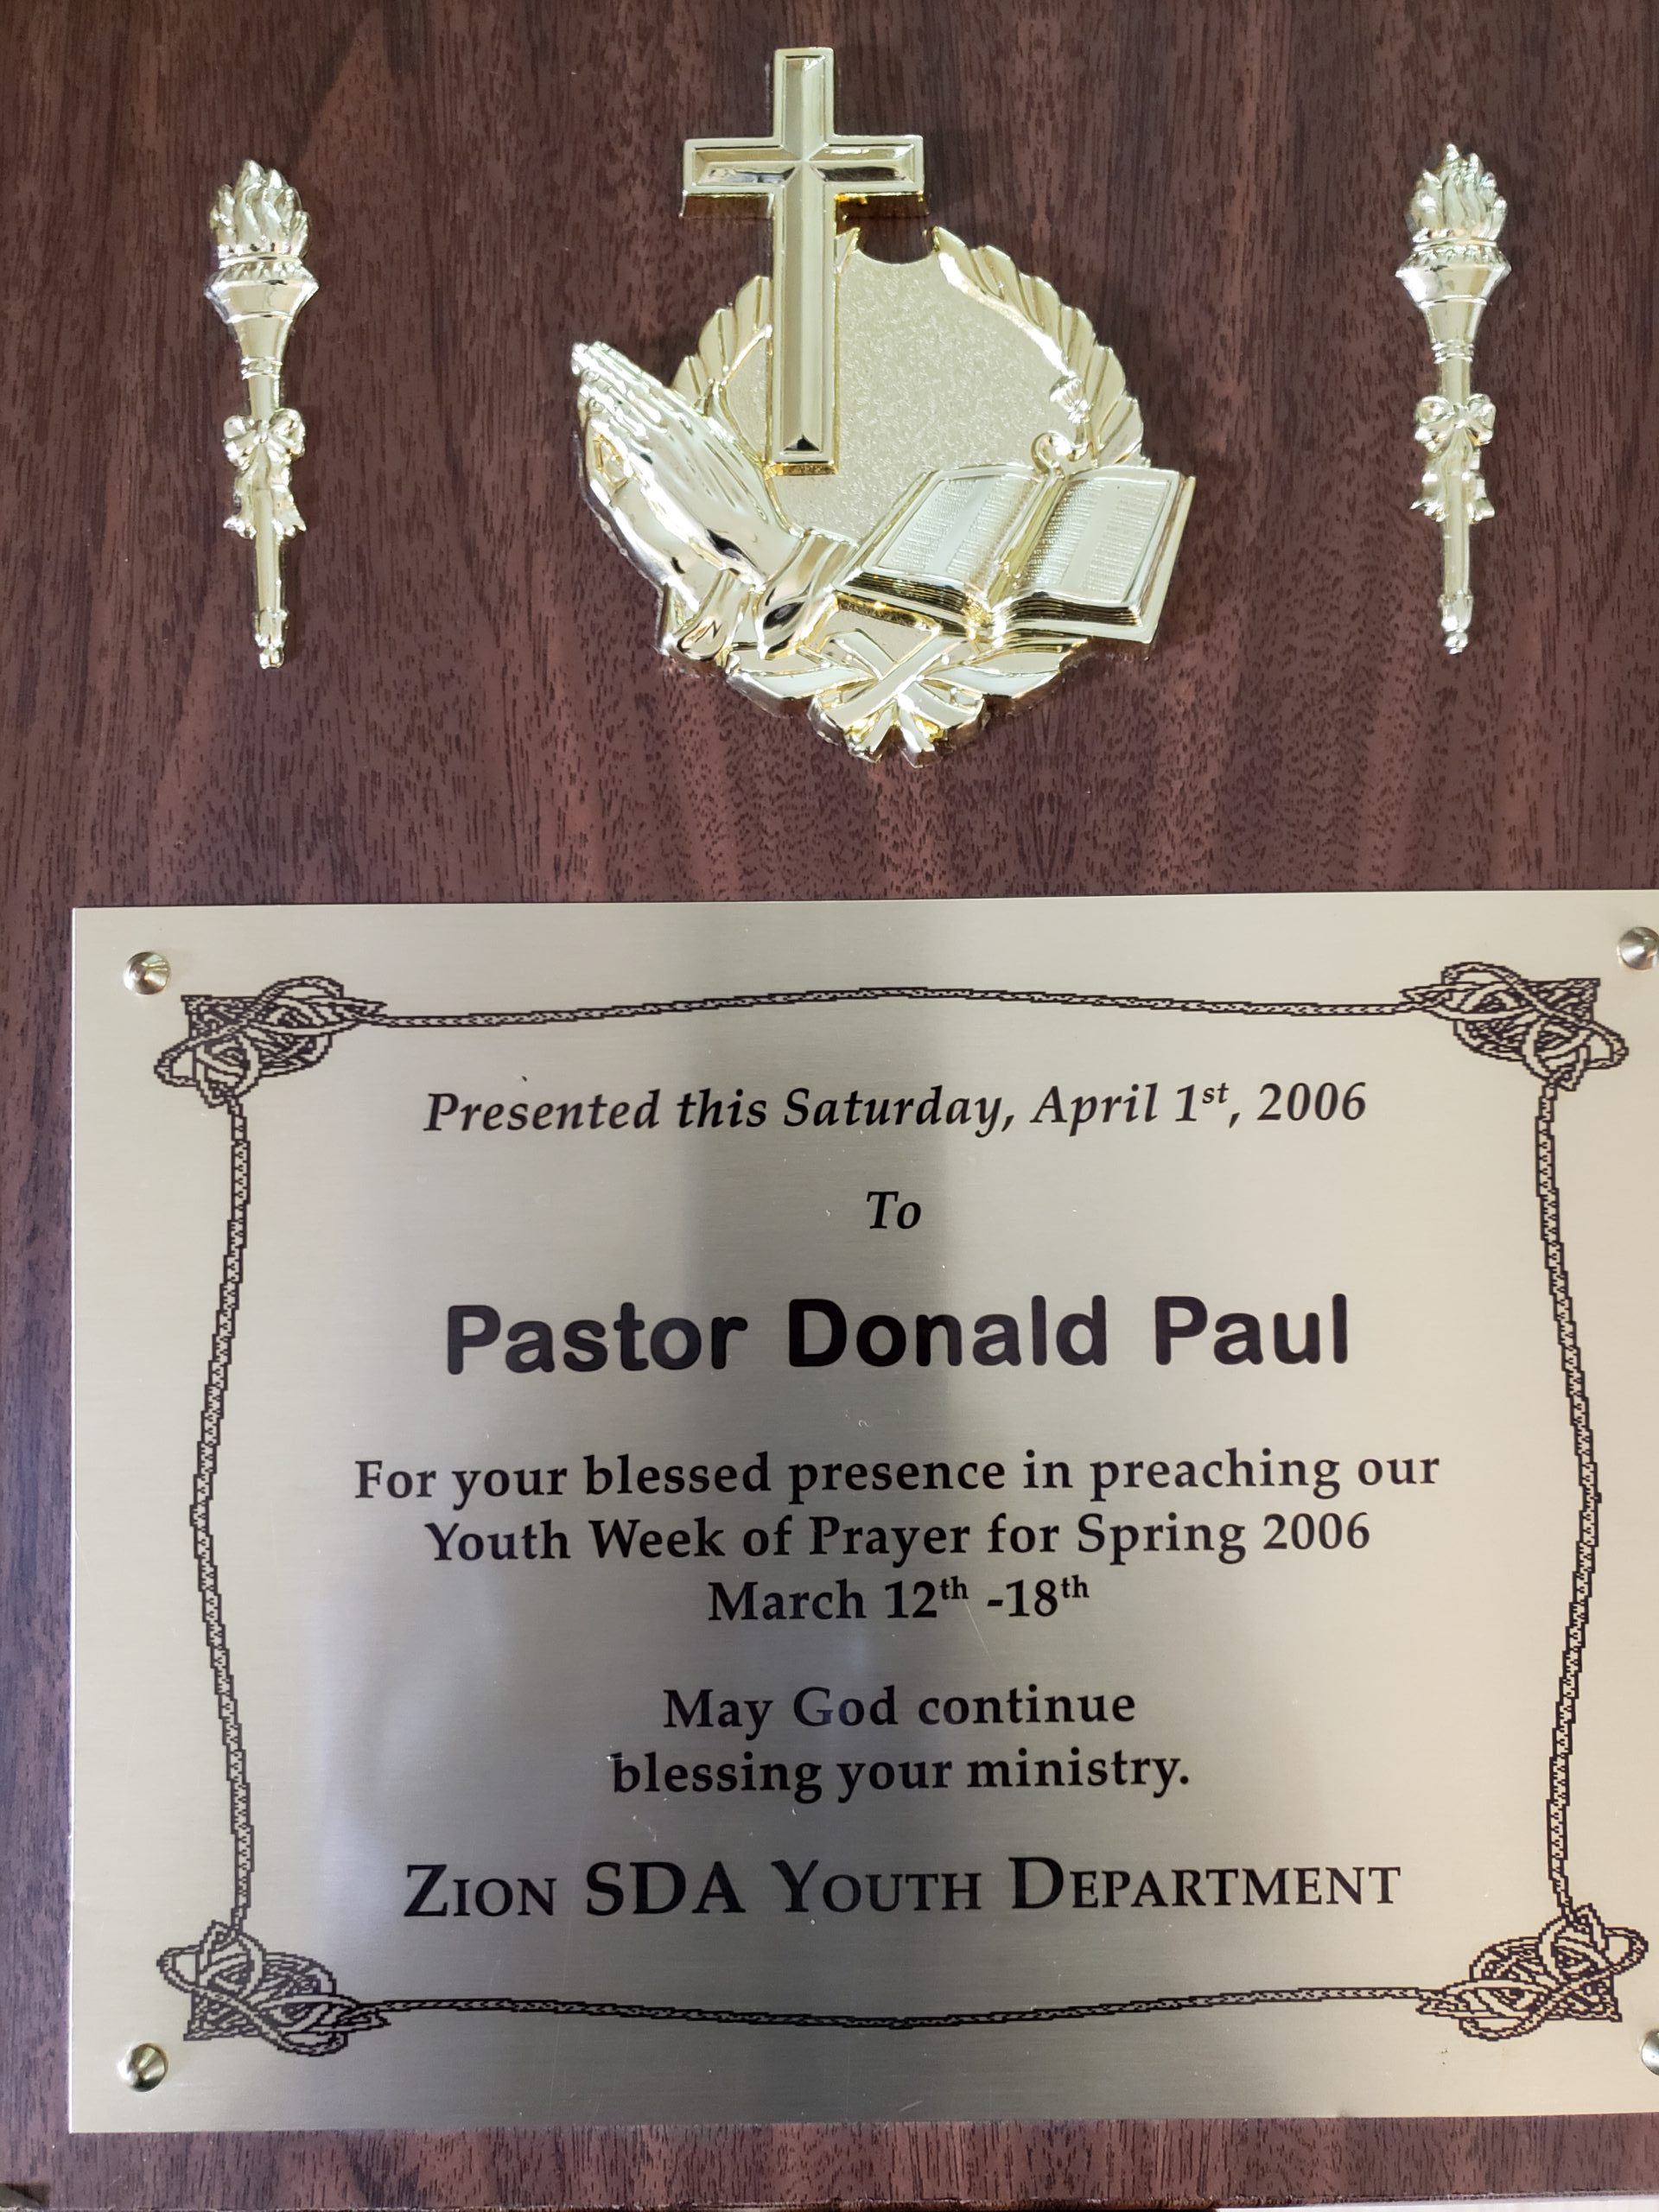 Presented this Saturday, April 1st, 2006
To
Pastor Donald Paul
For your blessed presence in preaching our
Youth Week of Prayer for Spring 2006
March 12th -18th
May God continue
blessing your ministry.
ZION SDA YOUTH DEPARTMENT